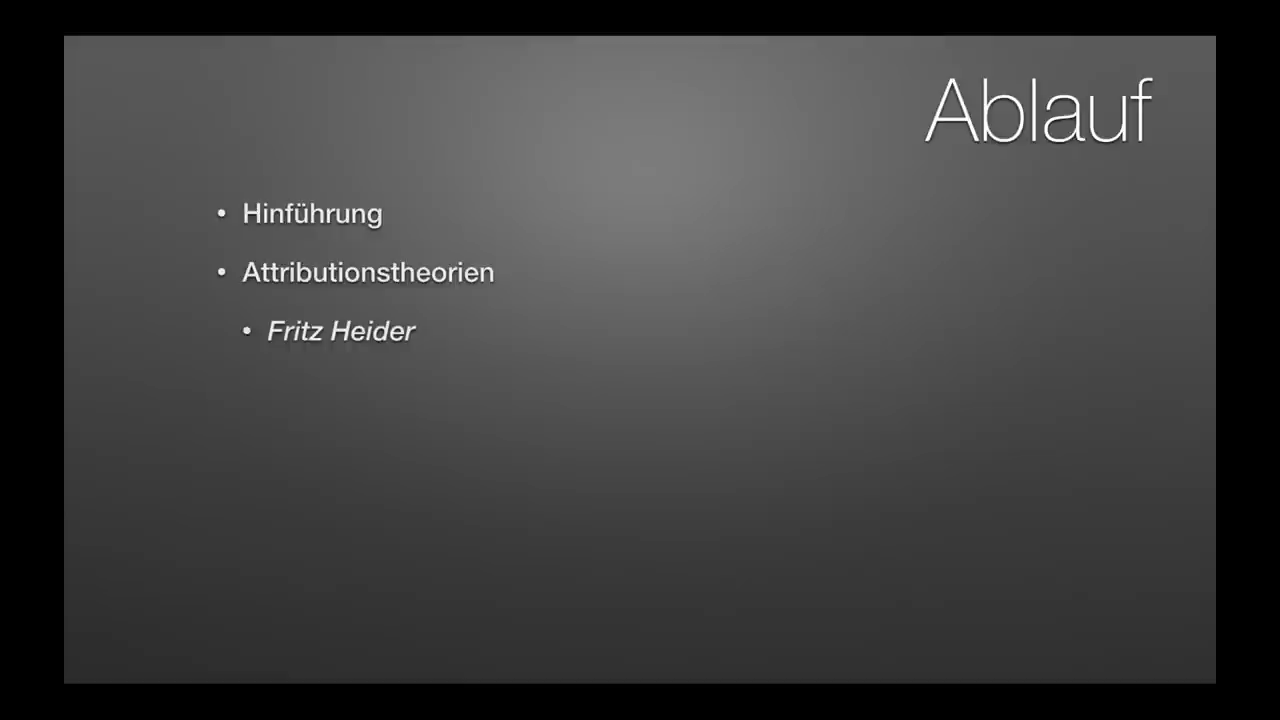 Ablauf
• Hinführung
• Attributionstheorien
• Fritz Heider